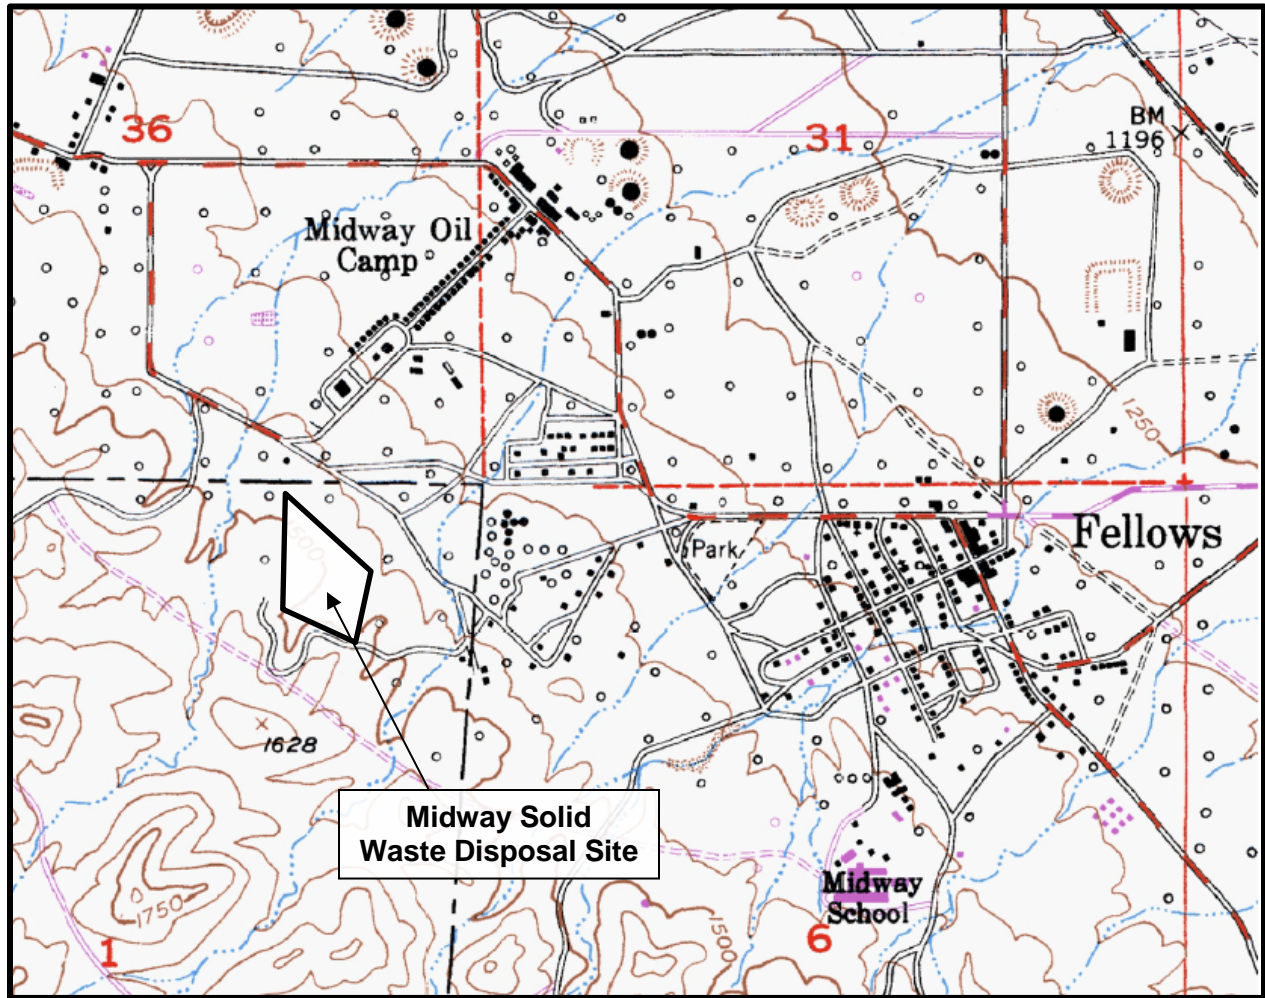 36
31
BM
1196
Midway Oil
Camp
1250
Fellows
Park
1628
Midway Solid
Waste Disposal Site
1750
1
Midway
School
6
1500